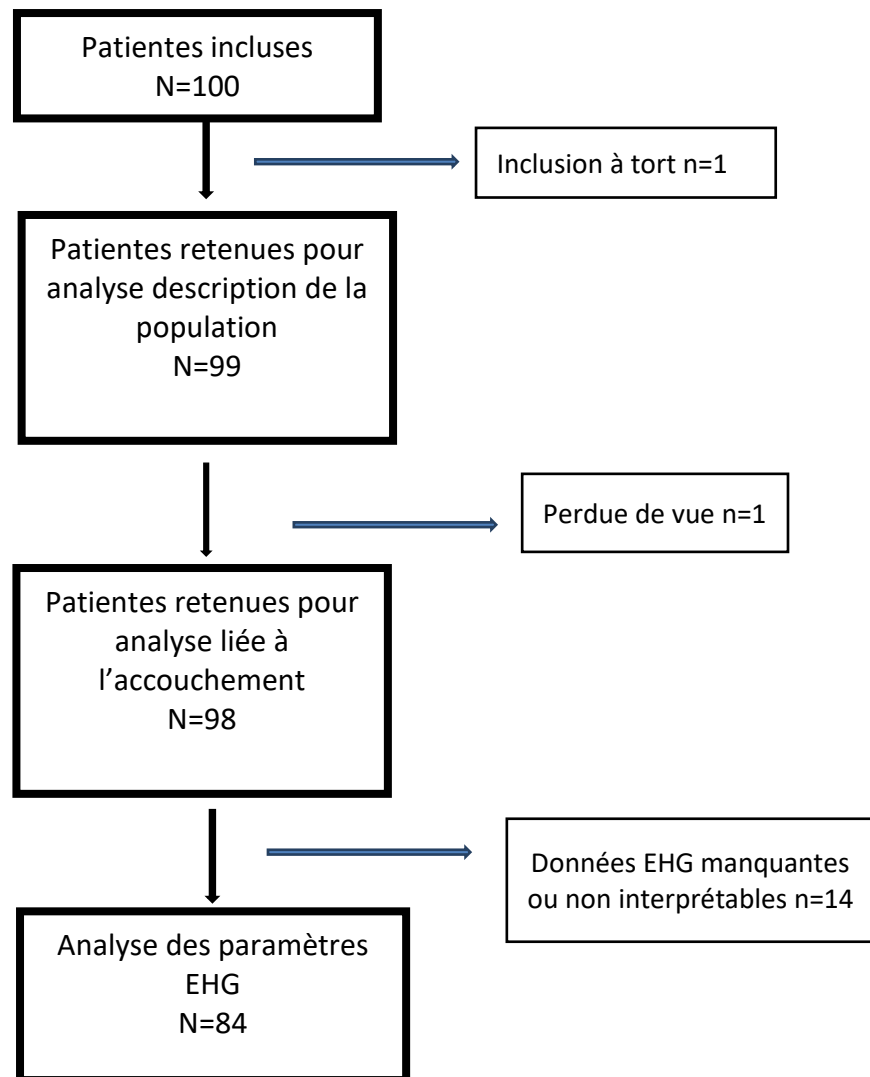 Patientes incluses
N=100
Inclusion à tort n=1
Patientes retenues pour
analyse description de la
population
N=99
Perdue de vue n=1
Patientes retenues pour
analyse liée à
l’accouchement
N=98
Données EHG manquantes
ou non interprétables n=14
Analyse des paramètres
EHG
N=84